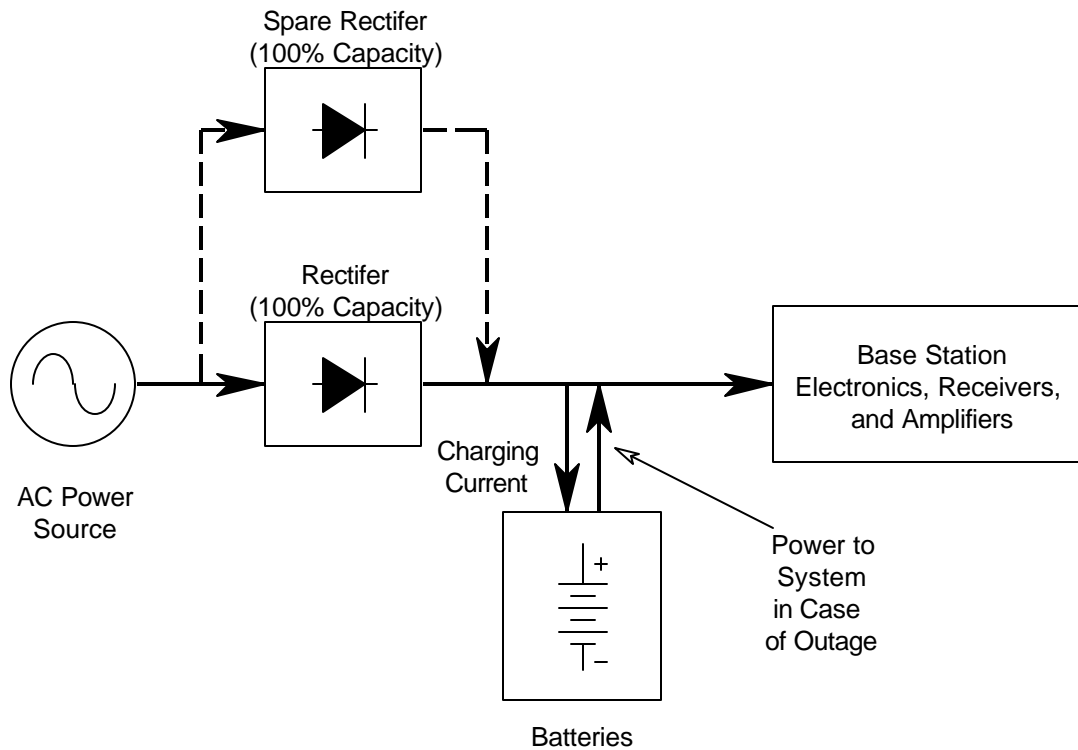 Spare Rectifer
(100% Capacity)
Rectifer
(100% Capacity)
AC Power
Source
Charging
Current
Base Station
Electronics, Receivers,
and Amplifiers
Power to
System
in Case
of Outage
+
−
Batteries